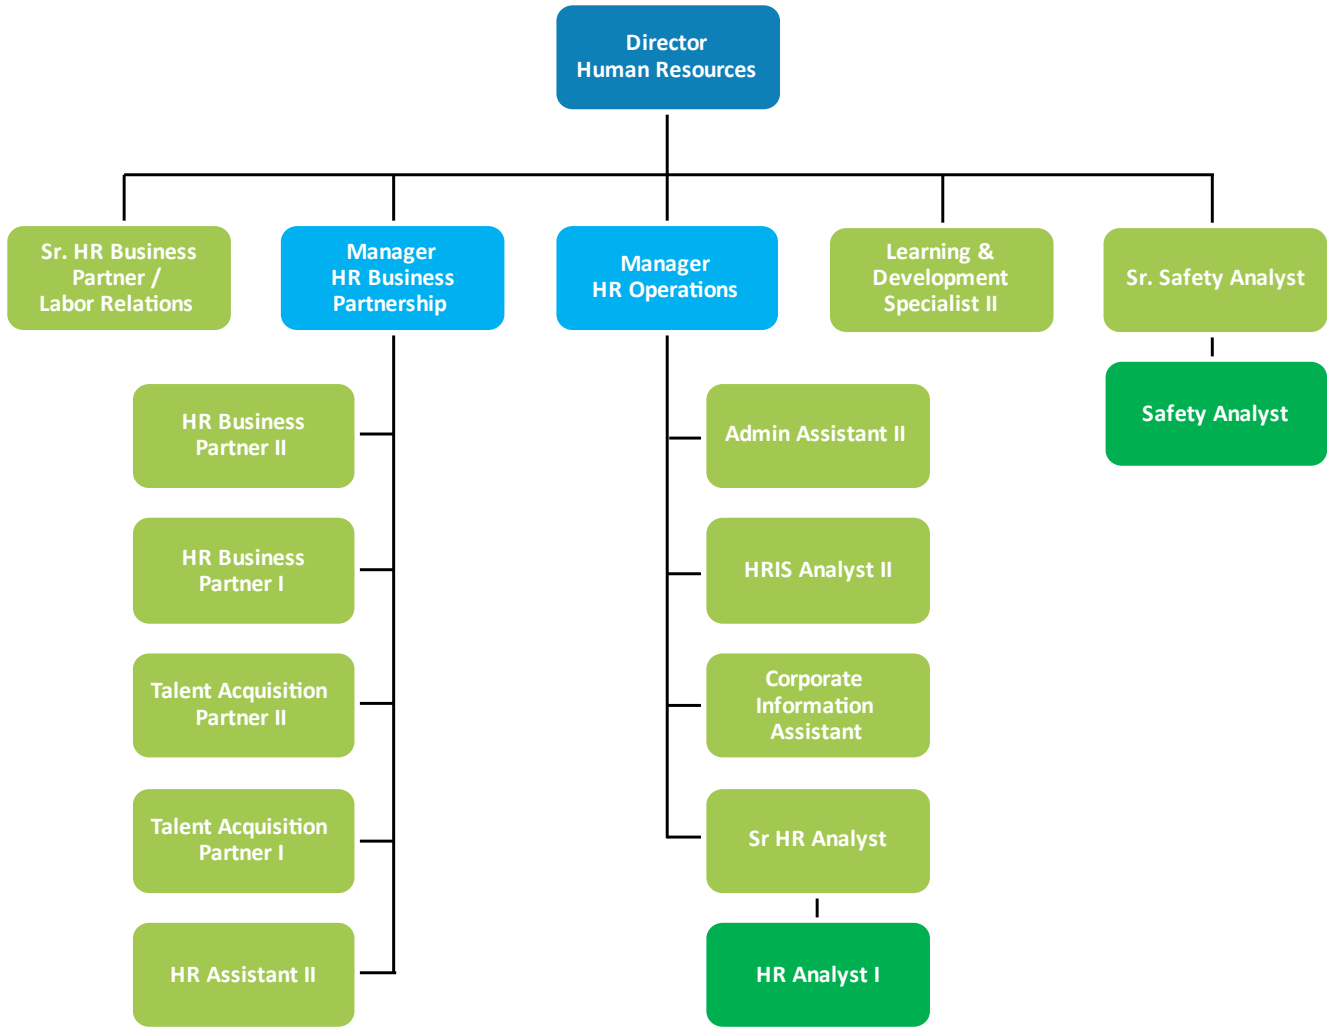 Director
Human Resources
Sr. HR Business
Partner /
Labor Relations
Manager
HR Business
Partnership
Manager
HR Operations
Learning &
Development
Specialist II
Sr. Safety Analyst
Safety Analyst
HR Business
Partner II
HR Business
Partner I
Talent Acquisition
Partner II
Talent Acquisition
Partner I
HR Assistant II
Admin Assistant II
HRIS Analyst II
Corporate
Information
Assistant
Sr HR Analyst
HR Analyst I